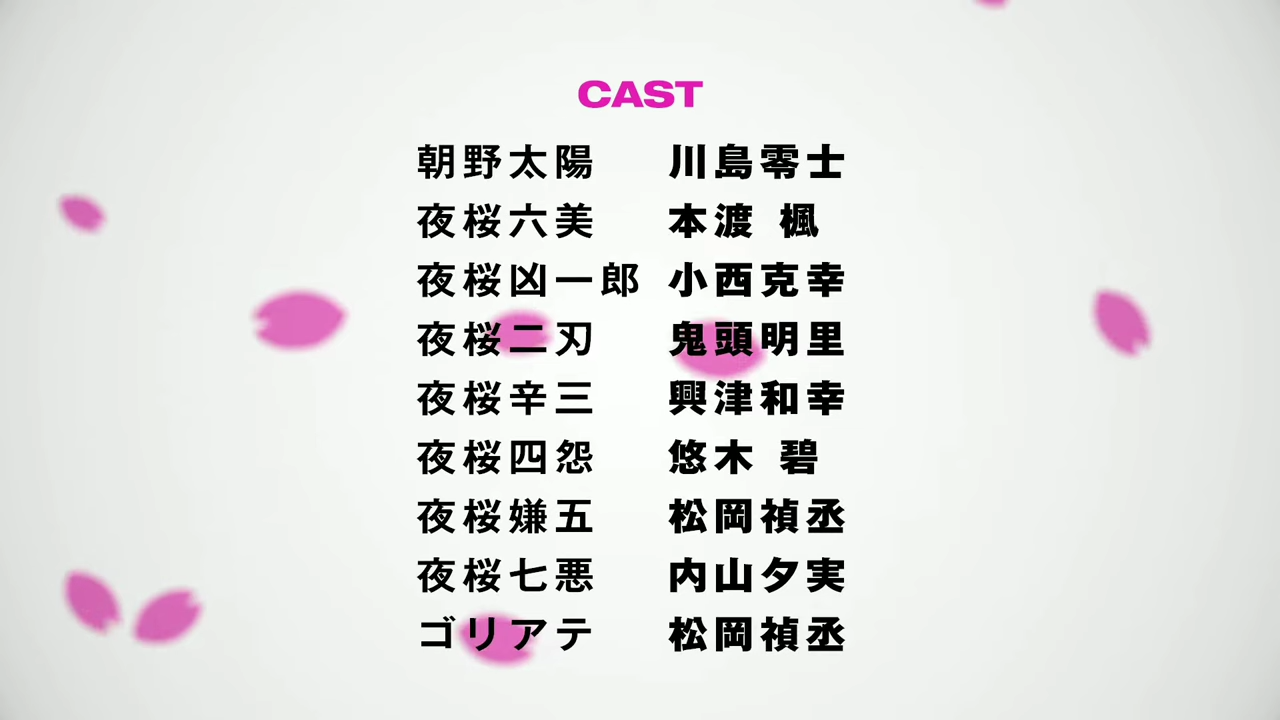 CAST
朝野太陽 川島零士
夜桜六美 本渡 楓
夜桜凶一郎 小西克幸
夜桜二刃 鬼頭明里
夜桜辛三 興津和幸
夜桜四怨 悠木 碧
夜桜嫌五 松岡禎丞
夜桜七悪 内山夕実
ゴリアテ 松岡禎丞